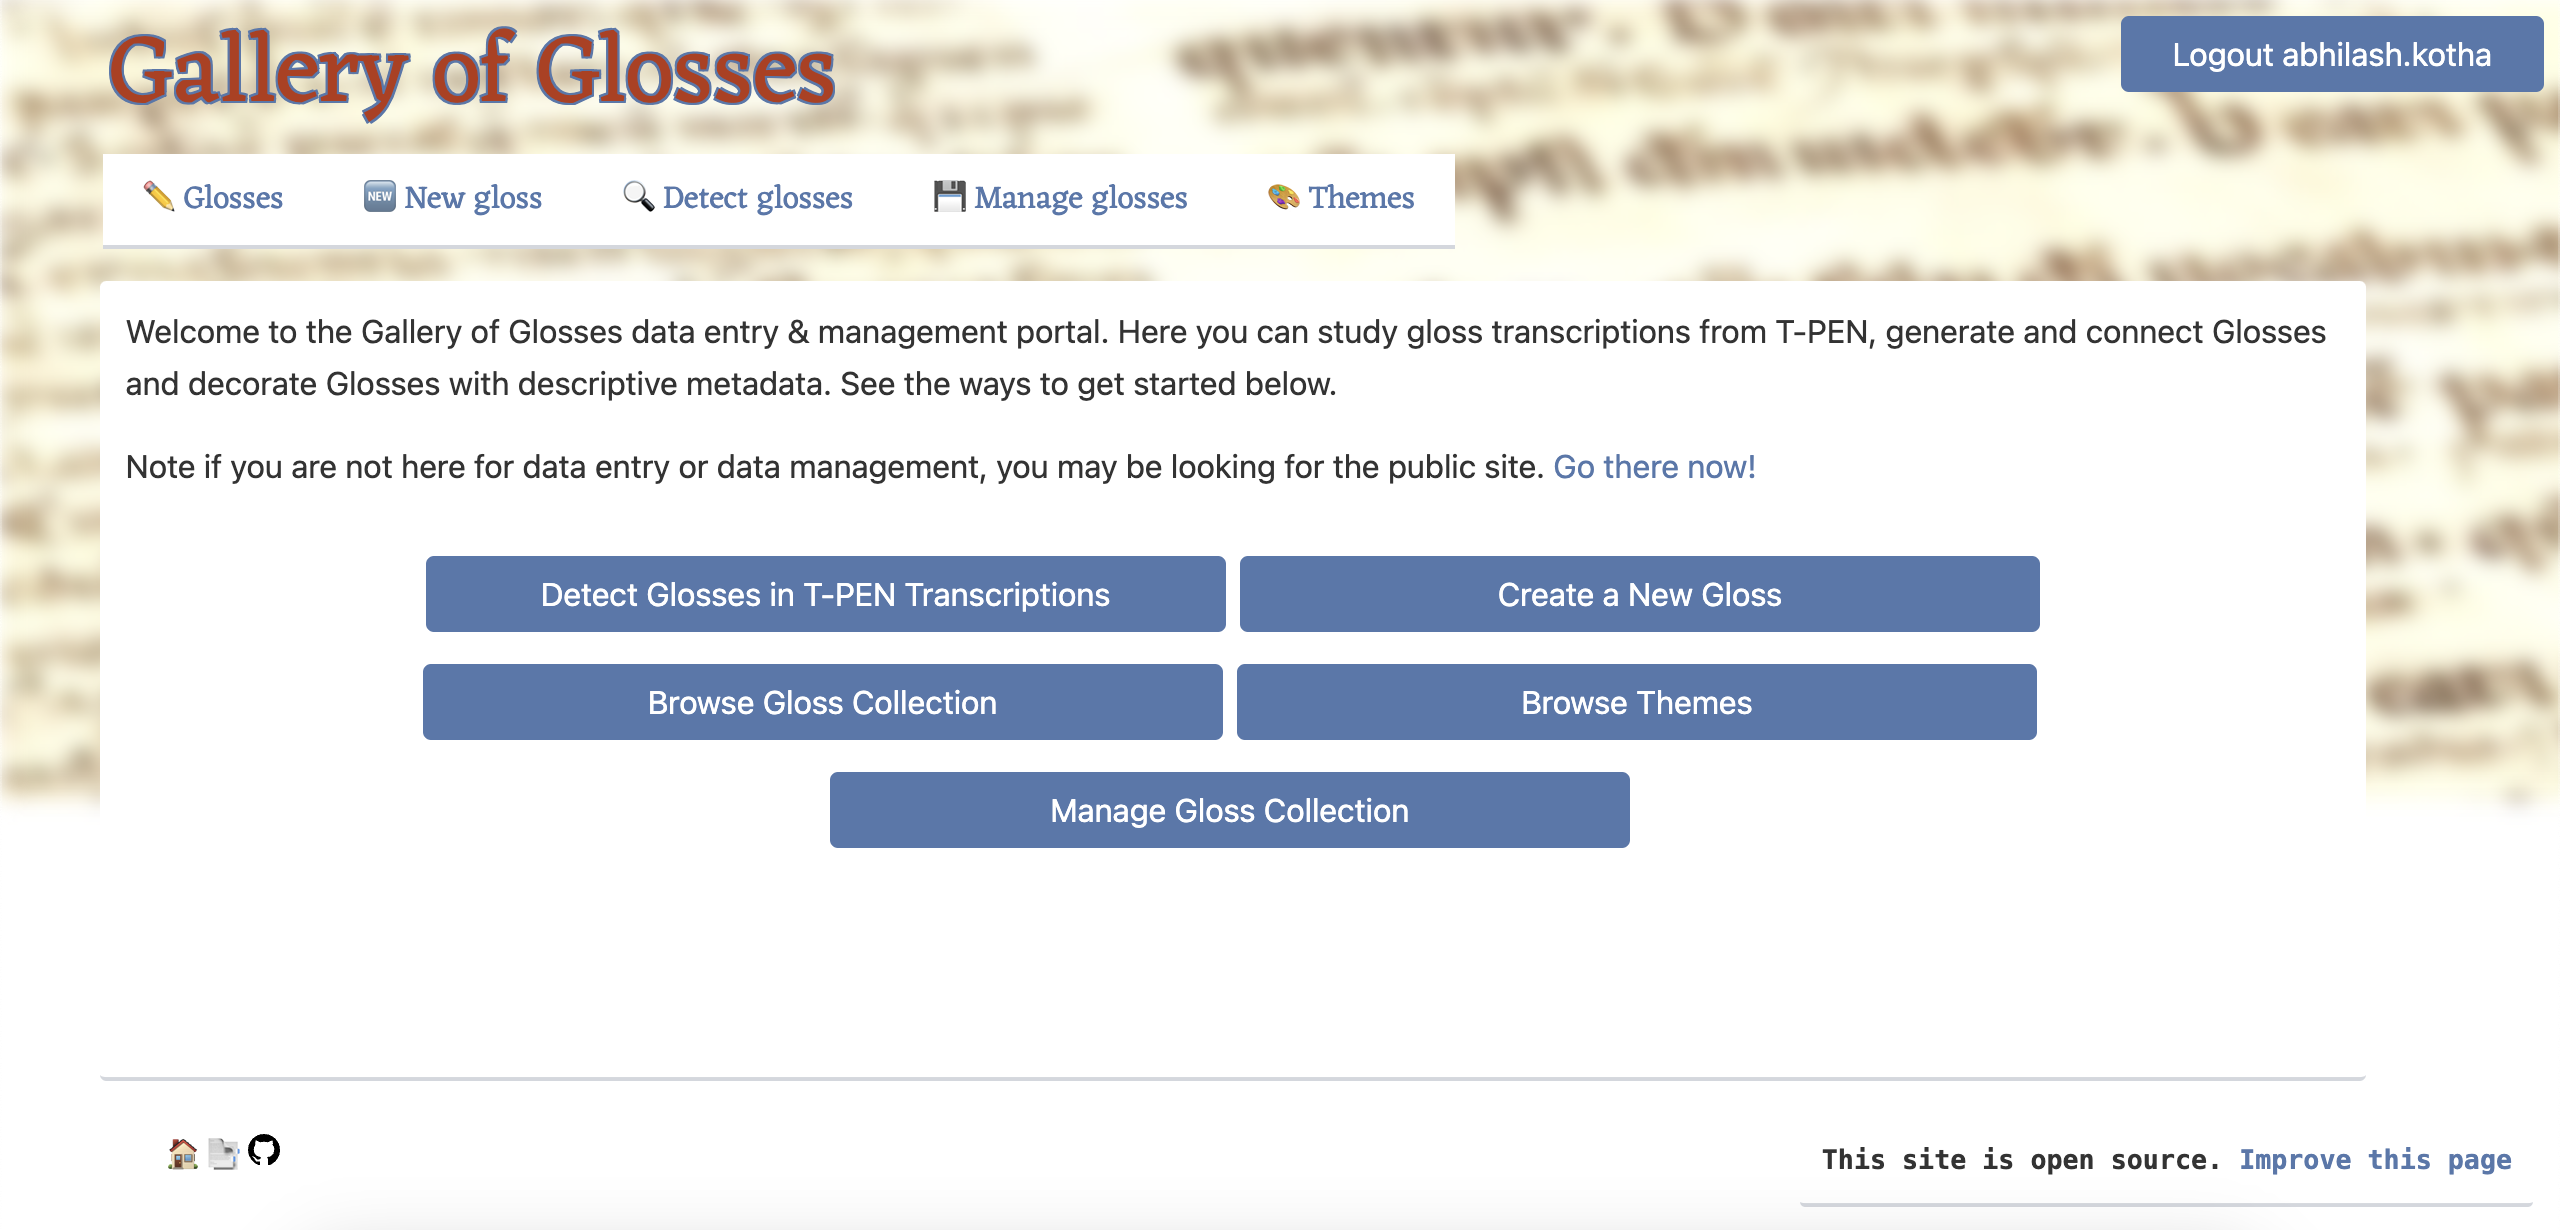 Gallery of Glosses
Logout abhilash.kotha
Glosses
NEW New gloss
Detect glosses
Manage glosses
Themes
Welcome to the Gallery of Glosses data entry & management portal. Here you can study gloss transcriptions from T-PEN, generate and connect Glosses
and decorate Glosses with descriptive metadata. See the ways to get started below.
Note if you are not here for data entry or data management, you may be looking for the public site. Go there now!
Detect Glosses in T-PEN Transcriptions
Create a New Gloss
Browse Gloss Collection
Browse Themes
Manage Gloss Collection
This site is open source. Improve this page